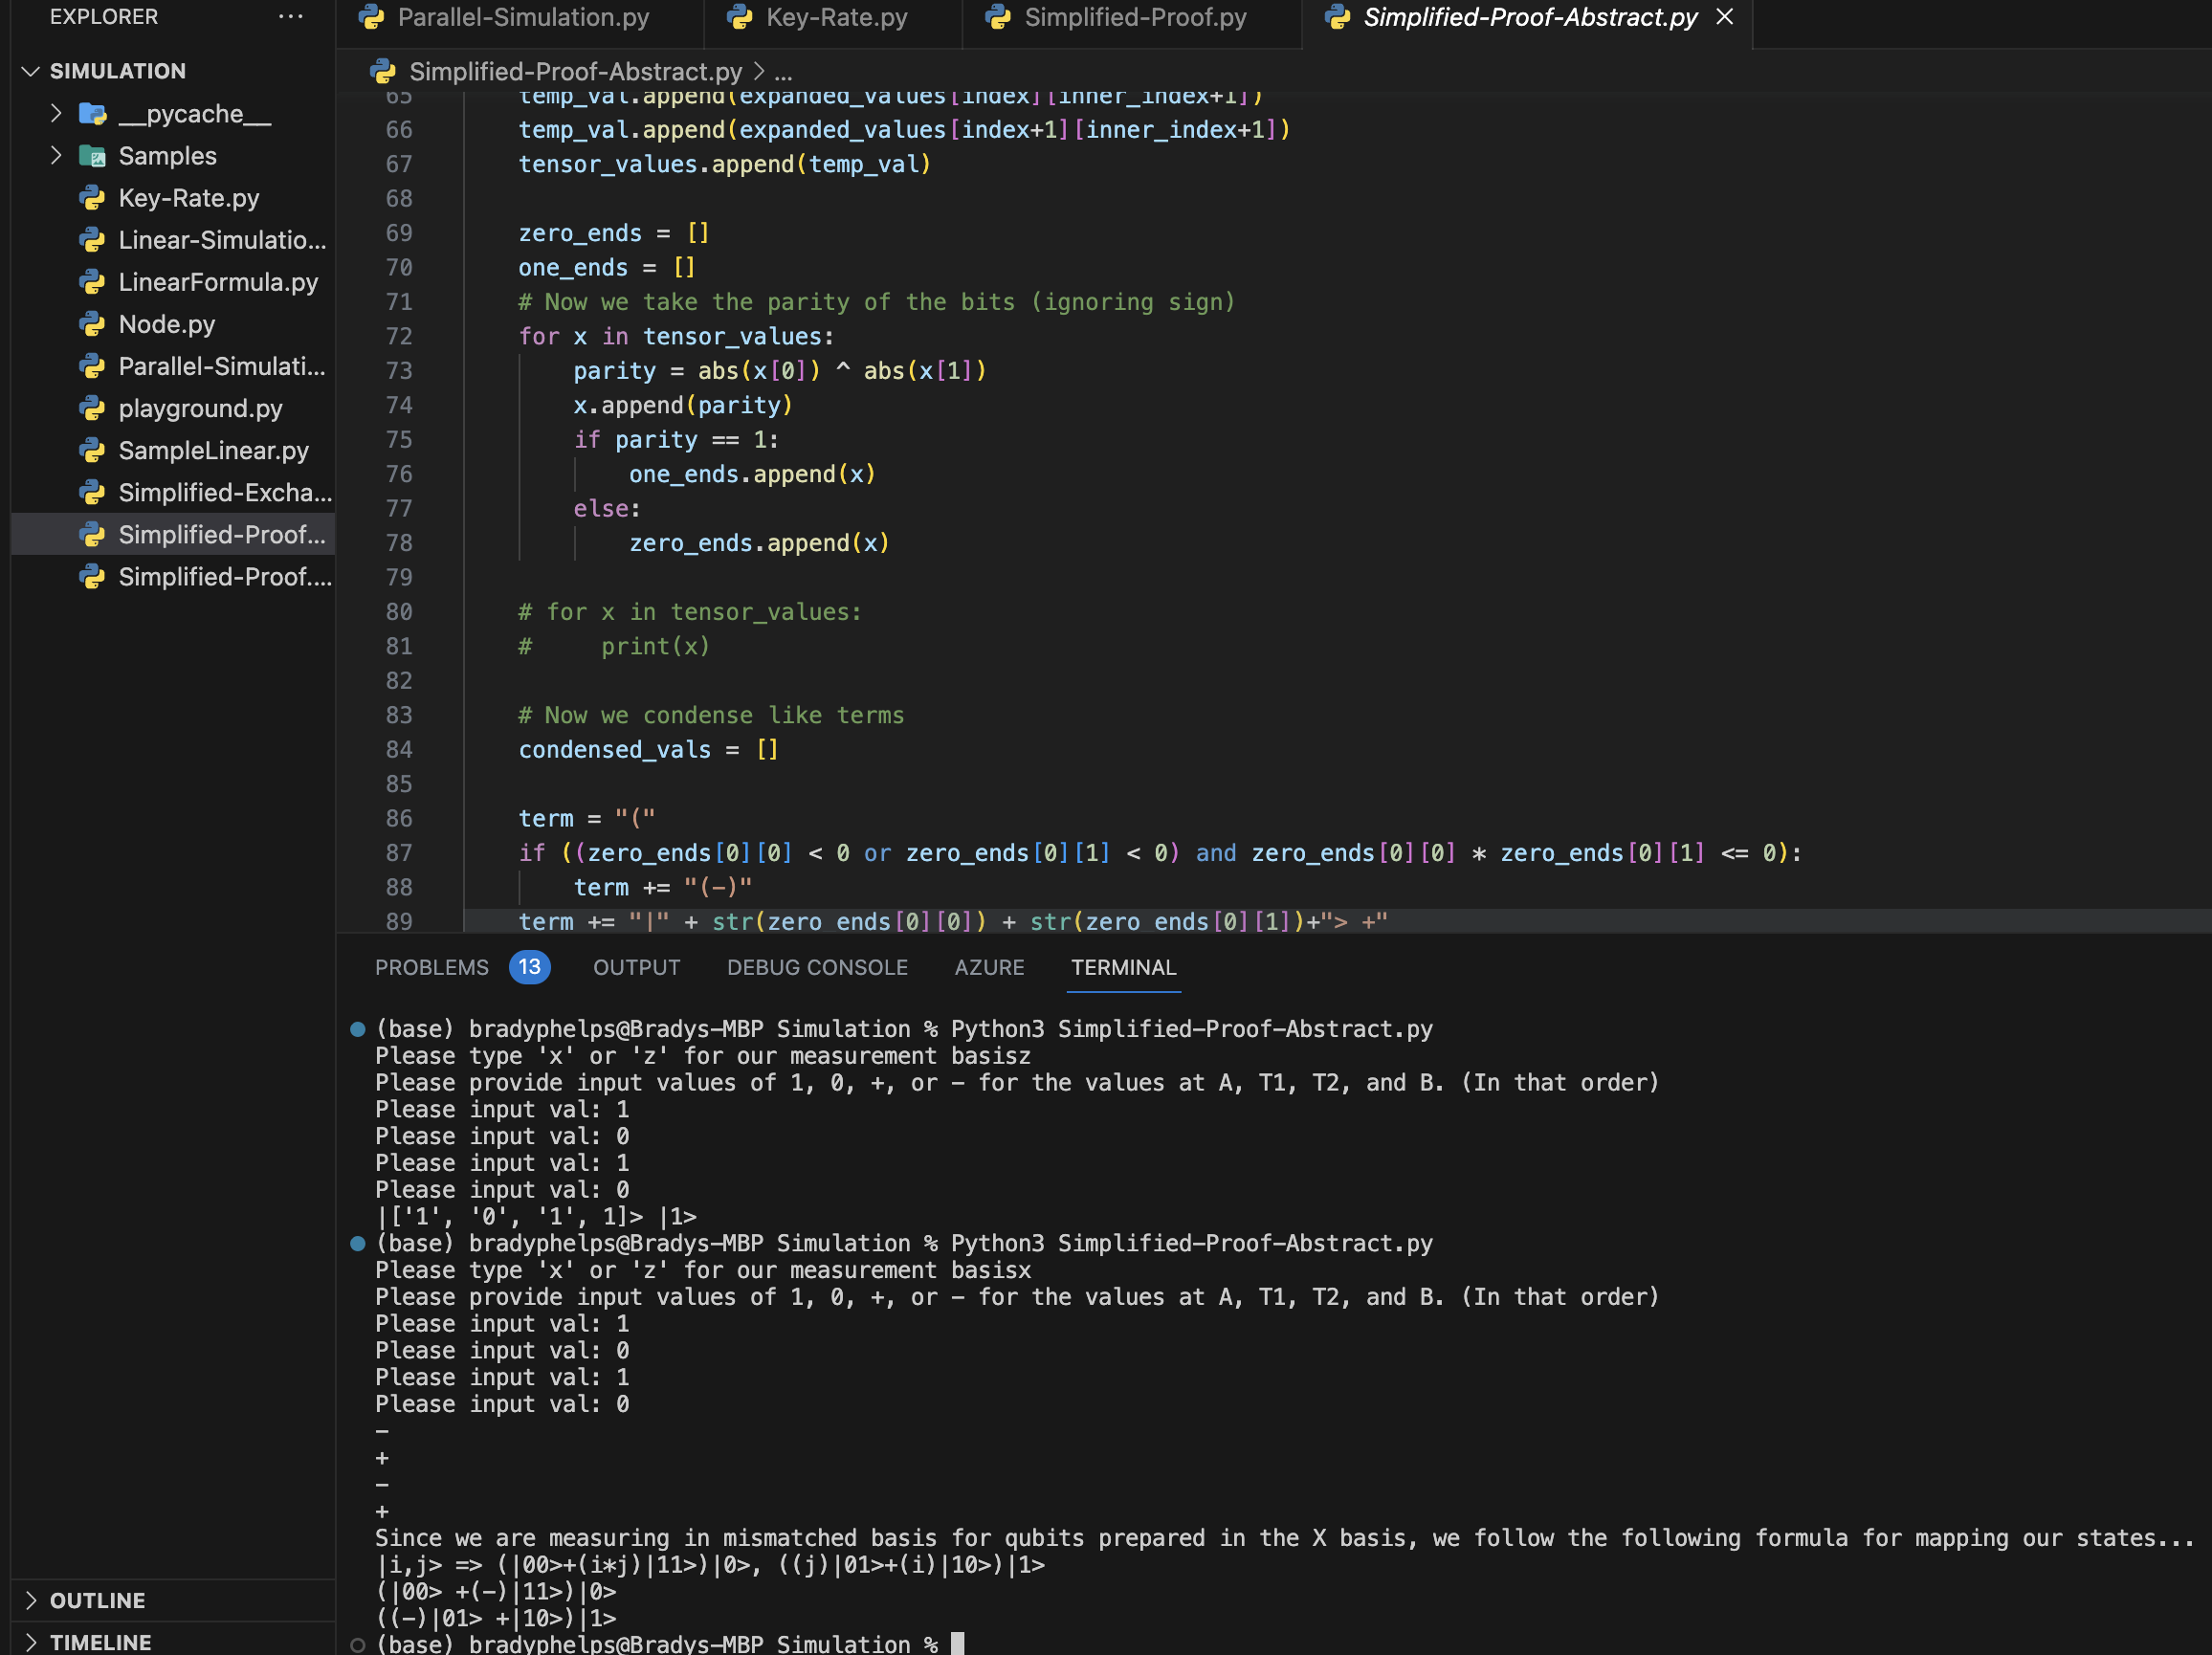 EXPLORER
...
Parallel-Simulation.py
Key-Rate.py
Simplified-Proof.py
Simplified-Proof-Abstract.py
SIMULATION
__pycache__
Samples
Key-Rate.py
Linear-Simulatio...
LinearFormula.py
Node.py
Parallel-Simulati...
playground.py
SampleLinear.py
Simplified-Excha...
Simplified-Proof...
Simplified-Proof....
OUTLINE
TIMELINE
Simplified-Proof-Abstract.py > ...
65 temp_val.append(expanded_values[index][inner_index+1])
66 temp_val.append(expanded_values[index+1][inner_index+1])
67 tensor_values.append(temp_val)
68
69 zero_ends = []
70 one_ends = []
71 # Now we take the parity of the bits (ignoring sign)
72 for x in tensor_values:
73 parity = abs(x[0]) ^ abs(x[1])
74 x.append(parity)
75 if parity == 1:
76 one_ends.append(x)
77 else:
78 zero_ends.append(x)
79
80 # for x in tensor_values:
81 #     print(x)
82
83 # Now we condense like terms
84 condensed_vals = []
85
86 term = "("
87 if ((zero_ends[0][0] < 0 or zero_ends[0][1] < 0) and zero_ends[0][0] * zero_ends[0][1] <= 0):
88 term += "(-)"
89 term += "|" + str(zero_ends[0][0]) + str(zero_ends[0][1])+"> +"
PROBLEMS 13 OUTPUT DEBUG CONSOLE AZURE TERMINAL
(base) bradyphelps@Bradys-MBP Simulation % Python3 Simplified-Proof-Abstract.py
Please type 'x' or 'z' for our measurement basisz
Please provide input values of 1, 0, +, or - for the values at A, T1, T2, and B. (In that order)
Please input val: 1
Please input val: 0
Please input val: 1
Please input val: 0
|['1', '0', '1', 1]> |1>
(base) bradyphelps@Bradys-MBP Simulation % Python3 Simplified-Proof-Abstract.py
Please type 'x' or 'z' for our measurement basisx
Please provide input values of 1, 0, +, or - for the values at A, T1, T2, and B. (In that order)
Please input val: 1
Please input val: 0
Please input val: 1
Please input val: 0
-
+
-
+
Since we are measuring in mismatched basis for qubits prepared in the X basis, we follow the following formula for mapping our states...
|i,j> => (|00>+(i*j)|11>)|0>, ((j)|01>+(i)|10>)|1>
(|00> +(-)|11>)|0>
((-)|01> +|10>)|1>
(base) bradyphelps@Bradys-MBP Simulation %